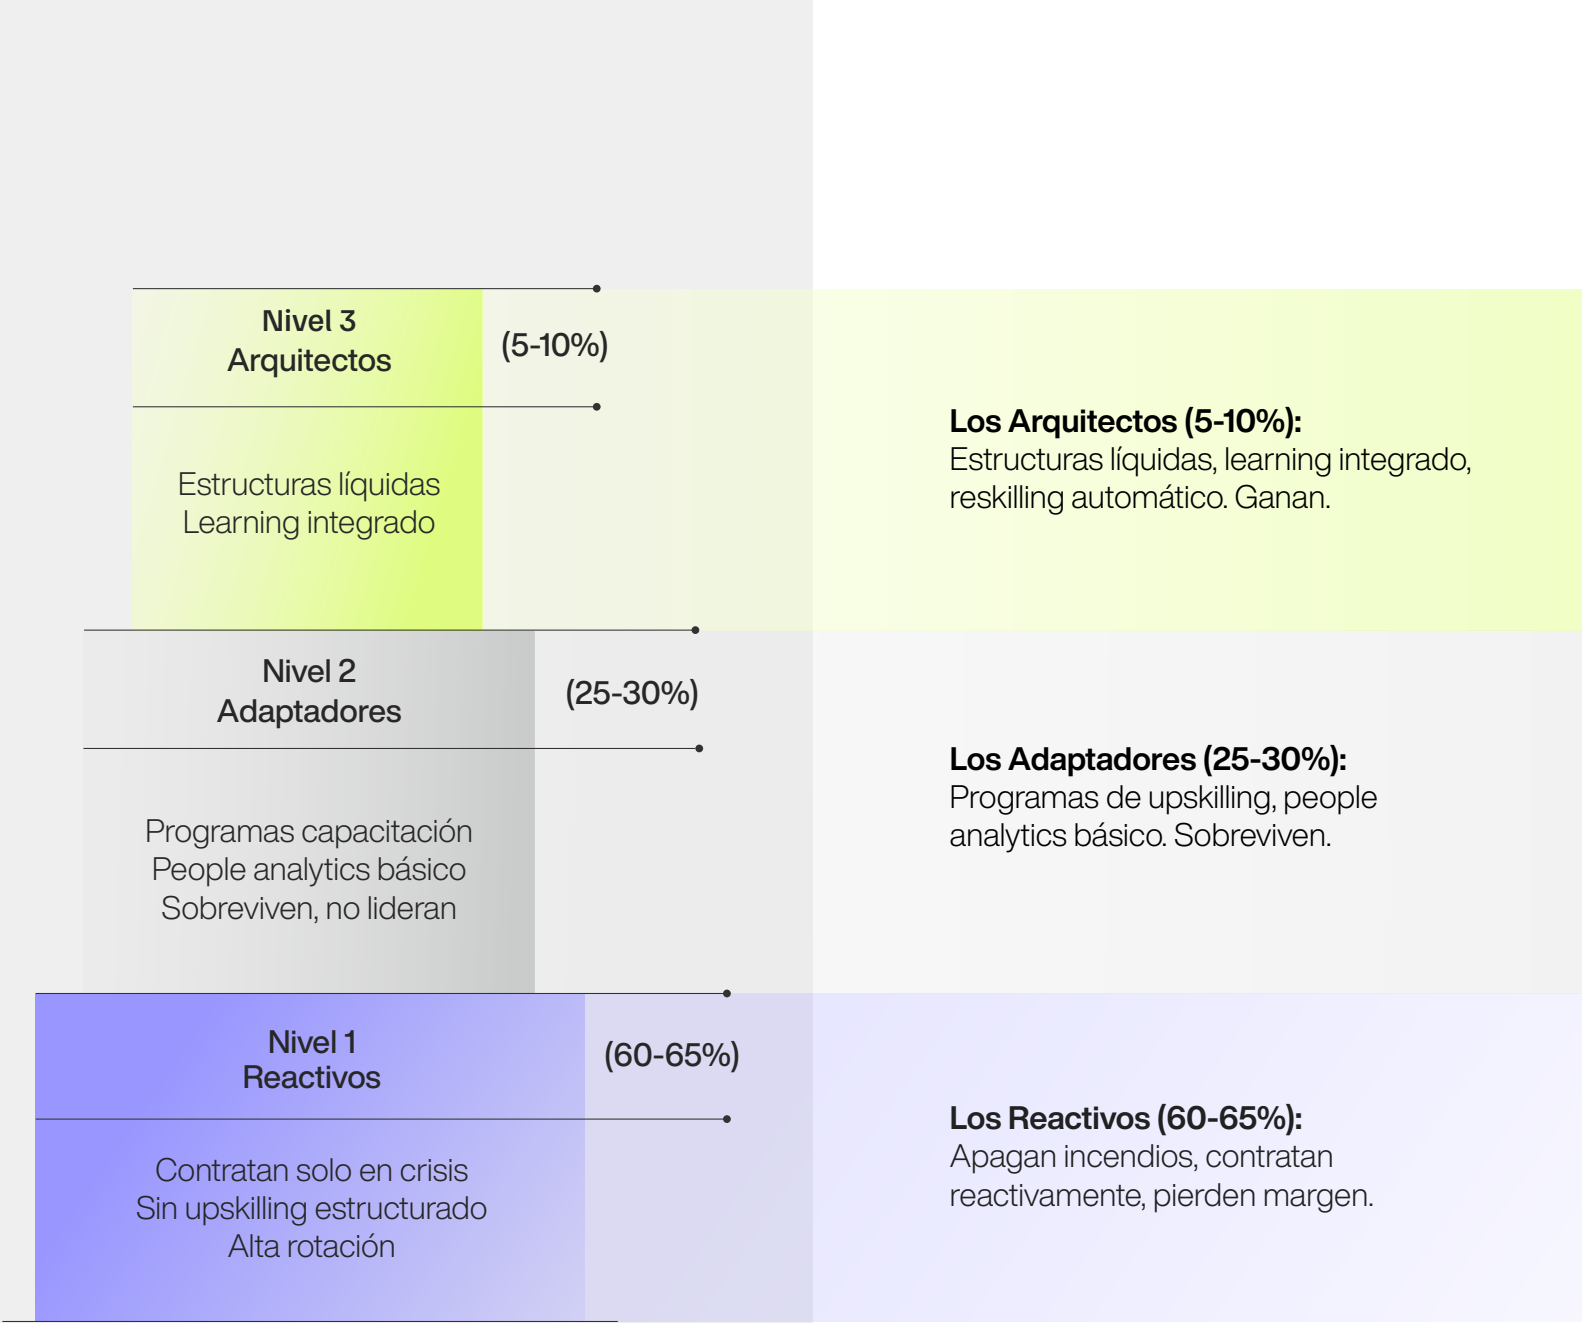 Nivel 3
Arquitectos
(5-10%)
Estructuras líquidas
Learning integrado
Los Arquitectos (5-10%):
Estructuras líquidas, learning integrado,
reskilling automático. Ganan.
Nivel 2
Adaptadores
(25-30%)
Programas capacitación
People analytics básico
Sobreviven, no lideran
Los Adaptadores (25-30%):
Programas de upskilling, people
analytics básico. Sobreviven.
Nivel 1
Reactivos
(60-65%)
Contratan solo en crisis
Sin upskilling estructurado
Alta rotación
Los Reactivos (60-65%):
Apagan incendios, contratan
reactivamente, pierden margen.